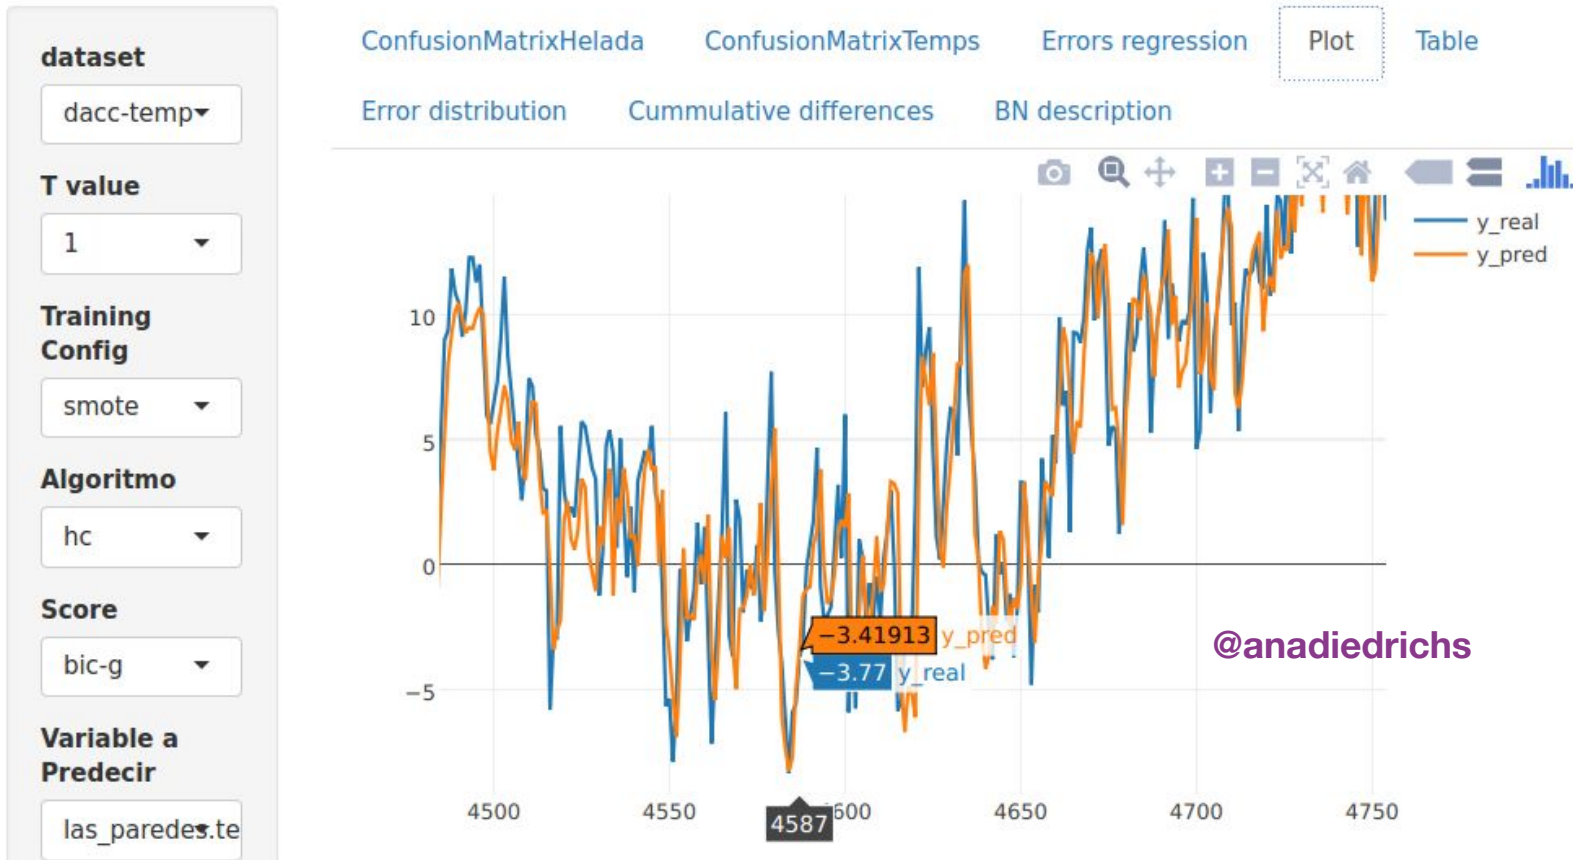 dataset
dacc-temp
T value
1
Training
Config
smote
Algoritmo
hc
Score
bic-g
Variable a
Predecir
las_paredes.te
ConfusionMatrixHelada ConfusionMatrixTemps Errors regression Plot Table
Error distribution Cummulative differences BN description
y_real
y_pred
10
5
0
−5
−3.41913 y_pred
−3.77 y_real
@anadiedrichs
4500 4550 4587 600 4650 4700 4750